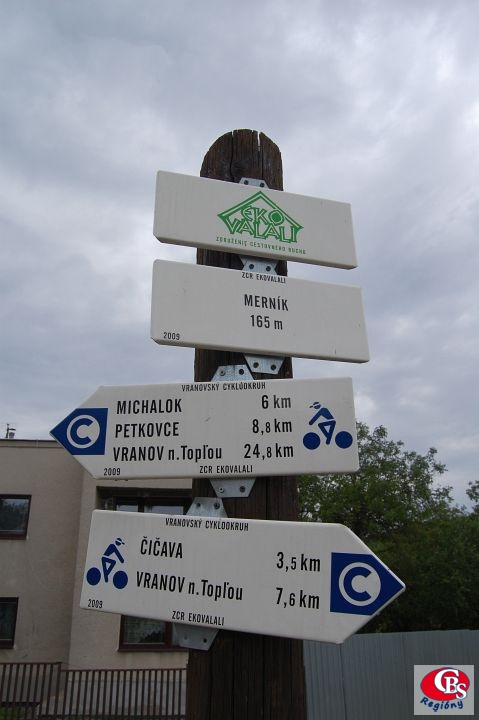 EKO
VALALI
ZDRUŽENIE CESTOVNÉHO RUCHU
ZCR EKOVALALI
MERNÍK
165 m
2009
VRANOVSKÝ CYKLOOKRUH
MICHALOK 6 km
C PETKOVCE 8,8 km
VRANOV n.Topľou 24,8 km
2009 ZCR EKOVALALI
VRANOVSKÝ CYKLOOKRUH
ČIČAVA 3,5 km
VRANOV n.Topľou 7,6 km C
2009 ZCR EKOVALALI
CBS
Regióny